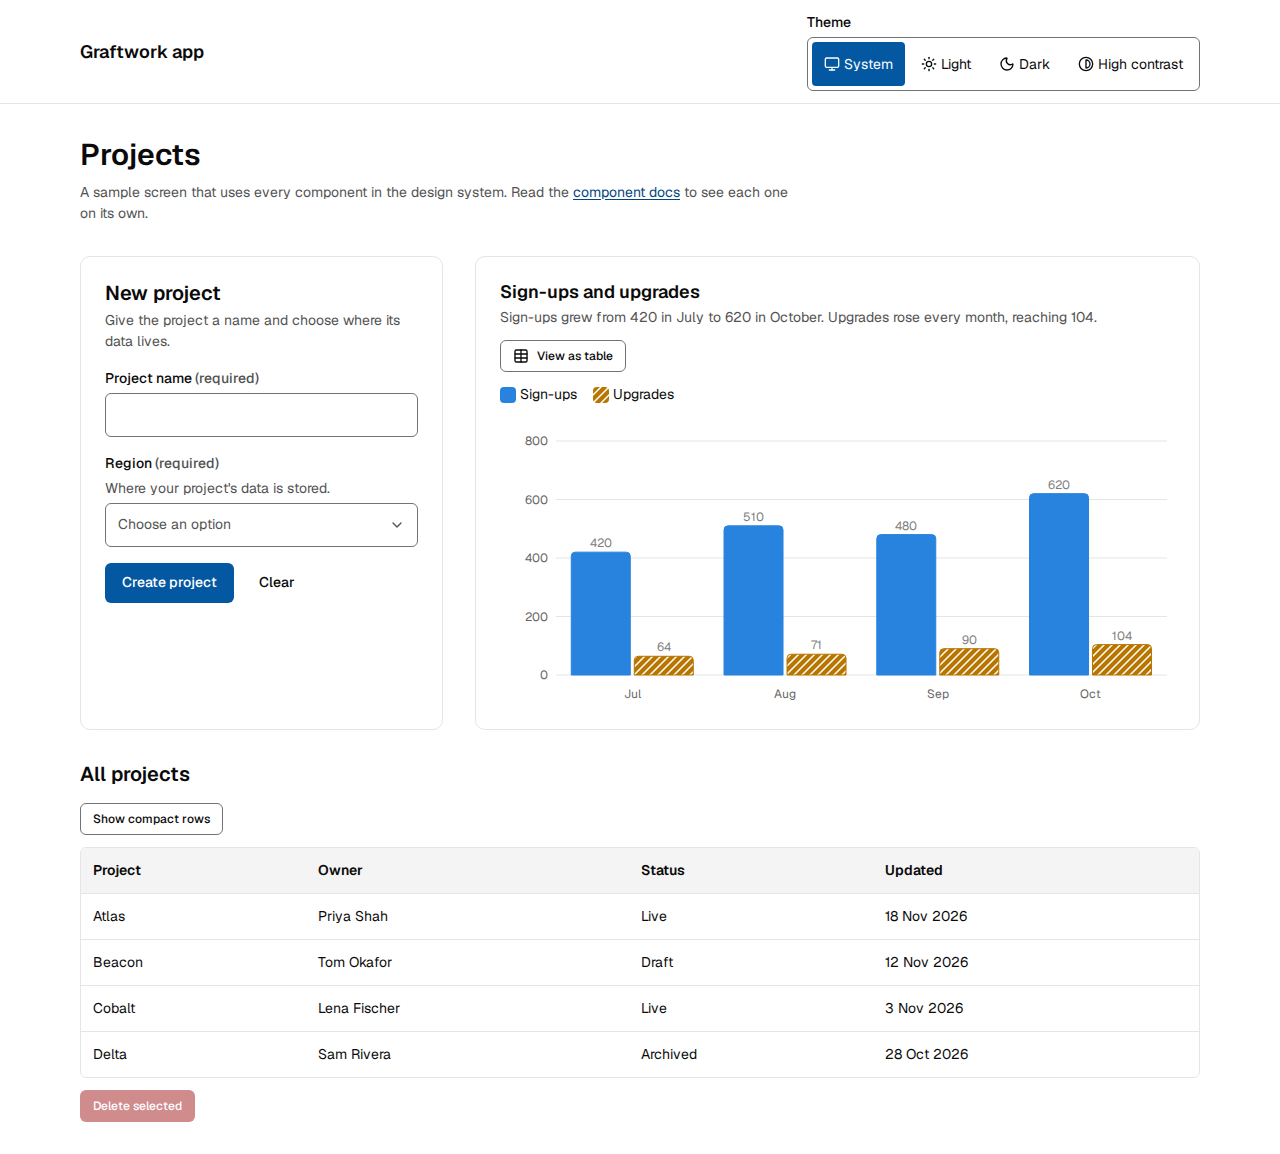 Graftwork app
Theme
System Light Dark High contrast
Projects
A sample screen that uses every component in the design system. Read the component docs to see each one
on its own.
New project
Give the project a name and choose where its
data lives.
Project name (required)
Region (required)
Where your project's data is stored.
Choose an option
Create project Clear
Sign-ups and upgrades
Sign-ups grew from 420 in July to 620 in October. Upgrades rose every month, reaching 104.
View as table
Sign-ups Upgrades
800
600
400
200
0
420
64
510
71
480
90
620
104
Jul Aug Sep Oct
All projects
Show compact rows
Project Owner Status Updated
Atlas Priya Shah Live 18 Nov 2026
Beacon Tom Okafor Draft 12 Nov 2026
Cobalt Lena Fischer Live 3 Nov 2026
Delta Sam Rivera Archived 28 Oct 2026
Delete selected